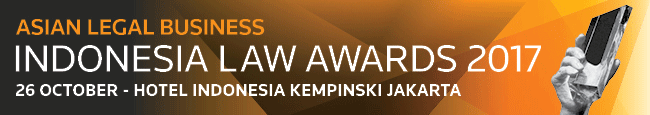 ASIAN LEGAL BUSINESS
INDONESIA LAW AWARDS 2017
26 OCTOBER - HOTEL INDONESIA KEMPINSKI JAKARTA